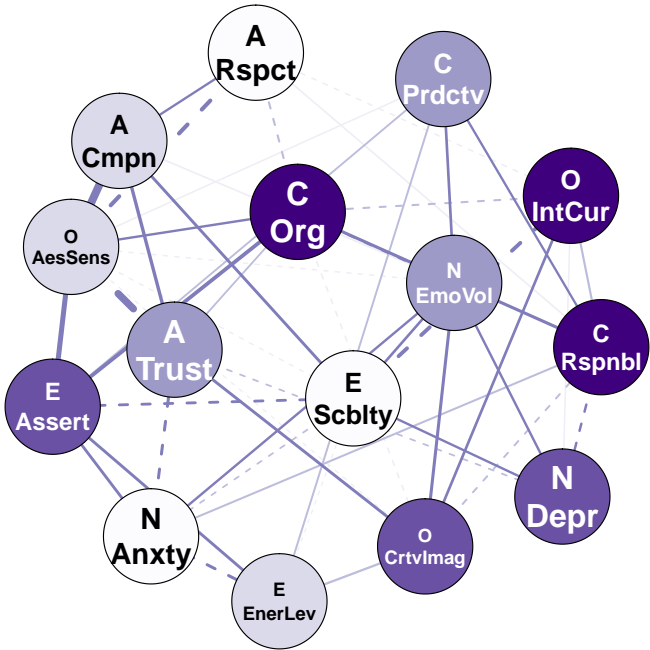 A
Rspct
C
Prdctv
A
Cmpn
O
IntCur
C
Org
O
AesSens
N
EmoVol
A
Trust
C
Rspnbl
E
Assert
E
Scblty
N
Depr
N
Anxty
O
CrtvImag
E
EnerLev